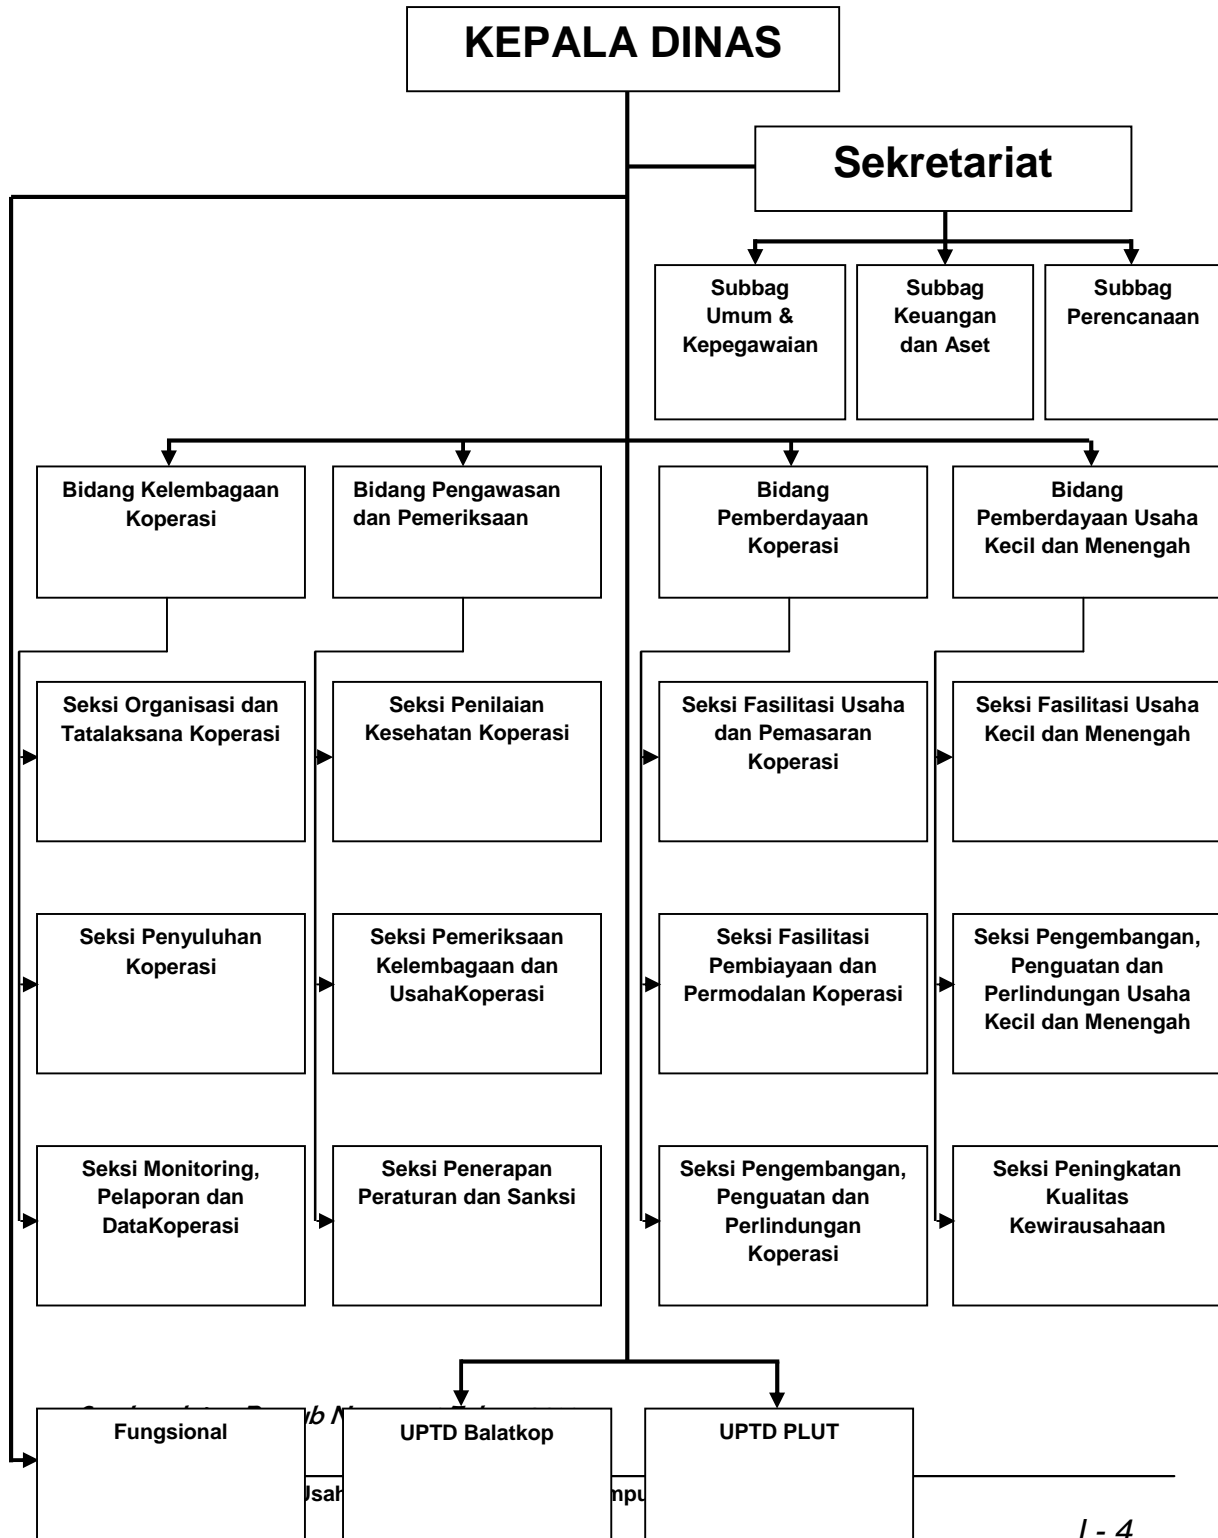 KEPALA DINAS
Sekretariat
Subbag
Umum &
Kepegawaian
Subbag
Keuangan
dan Aset
Subbag
Perencanaan
Bidang Kelembagaan
Koperasi
Bidang Pengawasan
dan Pemeriksaan
Bidang
Pemberdayaan
Koperasi
Bidang
Pemberdayaan Usaha
Kecil dan Menengah
Seksi Organisasi dan
Tatalaksana Koperasi
Seksi Penilaian
Kesehatan Koperasi
Seksi Fasilitasi Usaha
dan Pemasaran
Koperasi
Seksi Fasilitasi Usaha
Kecil dan Menengah
Seksi Penyuluhan
Koperasi
Seksi Pemeriksaan
Kelembagaan dan
UsahaKoperasi
Seksi Fasilitasi
Pembiayaan dan
Permodalan Koperasi
Seksi Pengembangan,
Penguatan dan
Perlindungan Usaha
Kecil dan Menengah
Seksi Monitoring,
Pelaporan dan
DataKoperasi
Seksi Penerapan
Peraturan dan Sanksi
Seksi Pengembangan,
Penguatan dan
Perlindungan
Koperasi
Seksi Peningkatan
Kualitas
Kewirausahaan
Fungsional
UPTD Balatkop
UPTD PLUT
I - 4